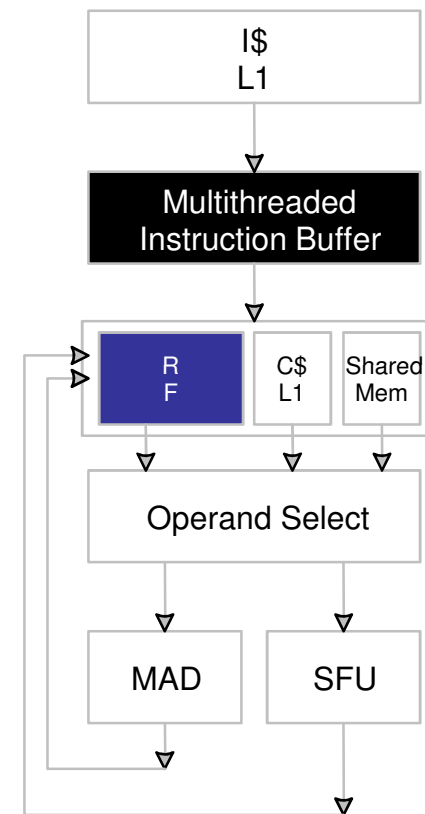 I$
L1
Multithreaded
Instruction Buffer
R
F
C$
L1
Shared
Mem
Operand Select
MAD
SFU